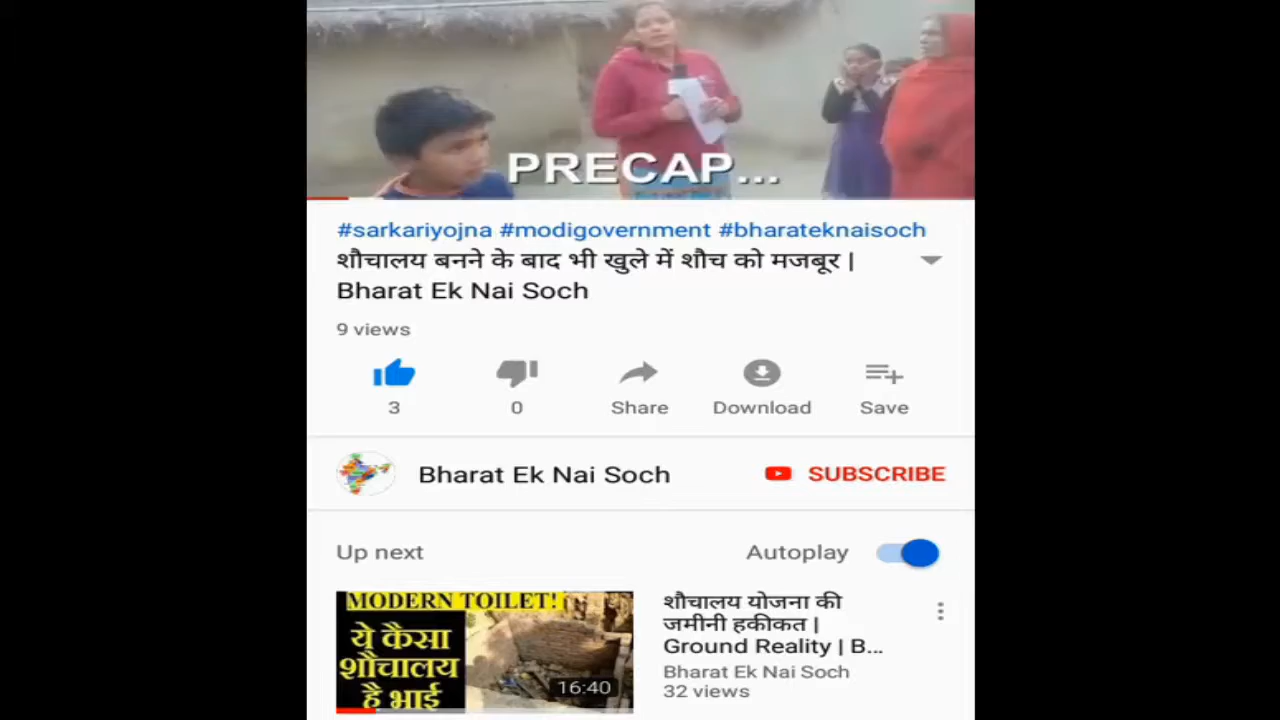 PRECAP...
#sarkariyojna #modigovernment #bharateknaisoch
शौचालय बनने के बाद भी खुले में शौच को मजबूर |
Bharat Ek Nai Soch
9 views
3
0
Share
Download
Save
Bharat Ek Nai Soch
SUBSCRIBE
Up next
Autoplay
MODERN TOILET!
ये कैसा
शौचालय
है भाई
16:40
शौचालय योजना की
जमीनी हकीकत |
Ground Reality | B...
Bharat Ek Nai Soch
32 views